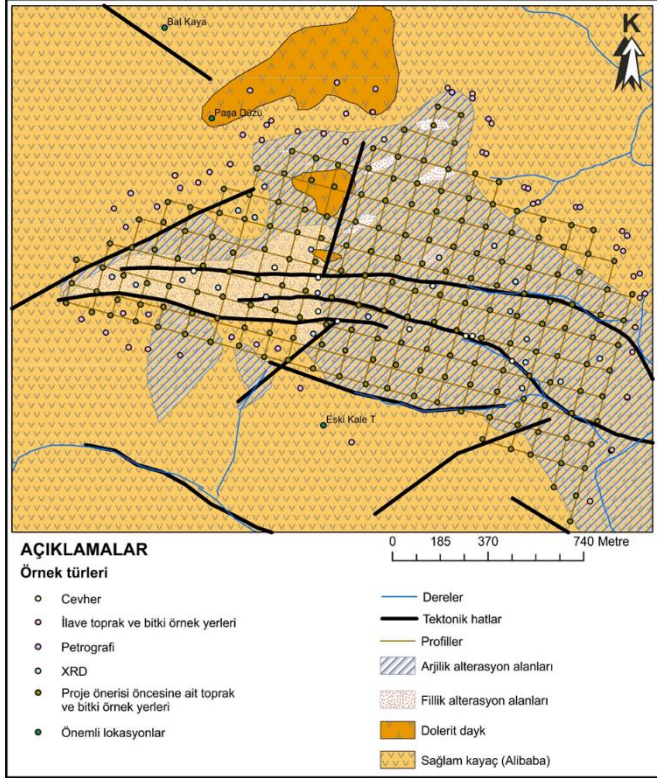 Bal Kaya
K
Paşa Düzü
Eski Kale T
AÇIKLAMALAR
0 185 370 740 Metre
Örnek türleri
Cevher
İlave toprak ve bitki örnek yerleri
Petrografi
XRD
Proje önerisi öncesine ait toprak
ve bitki örnek yerleri
Önemli lokasyonlar
Dereler
Tektonik hatlar
Profiller
Arjilik alterasyon alanları
Fillik alterasyon alanları
Dolerit dayk
Sağlam kayaç (Alibaba)